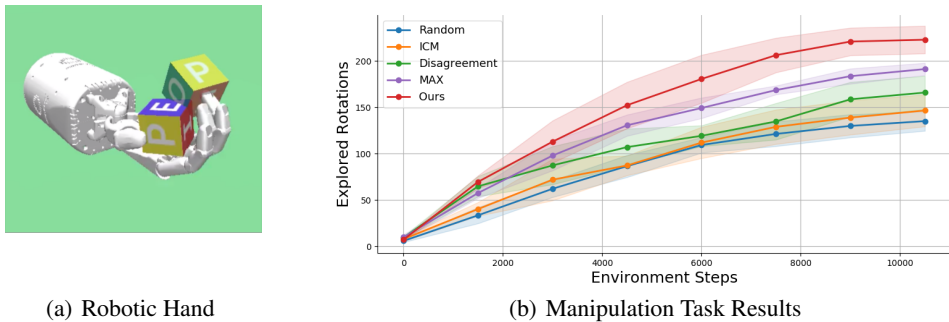 P
O
E
P
I
Random
ICM
Disagreement
MAX
Ours
Explored Rotations
200
150
100
50
0
0 2000 4000 6000 8000 10000
Environment Steps
(a) Robotic Hand
(b) Manipulation Task Results